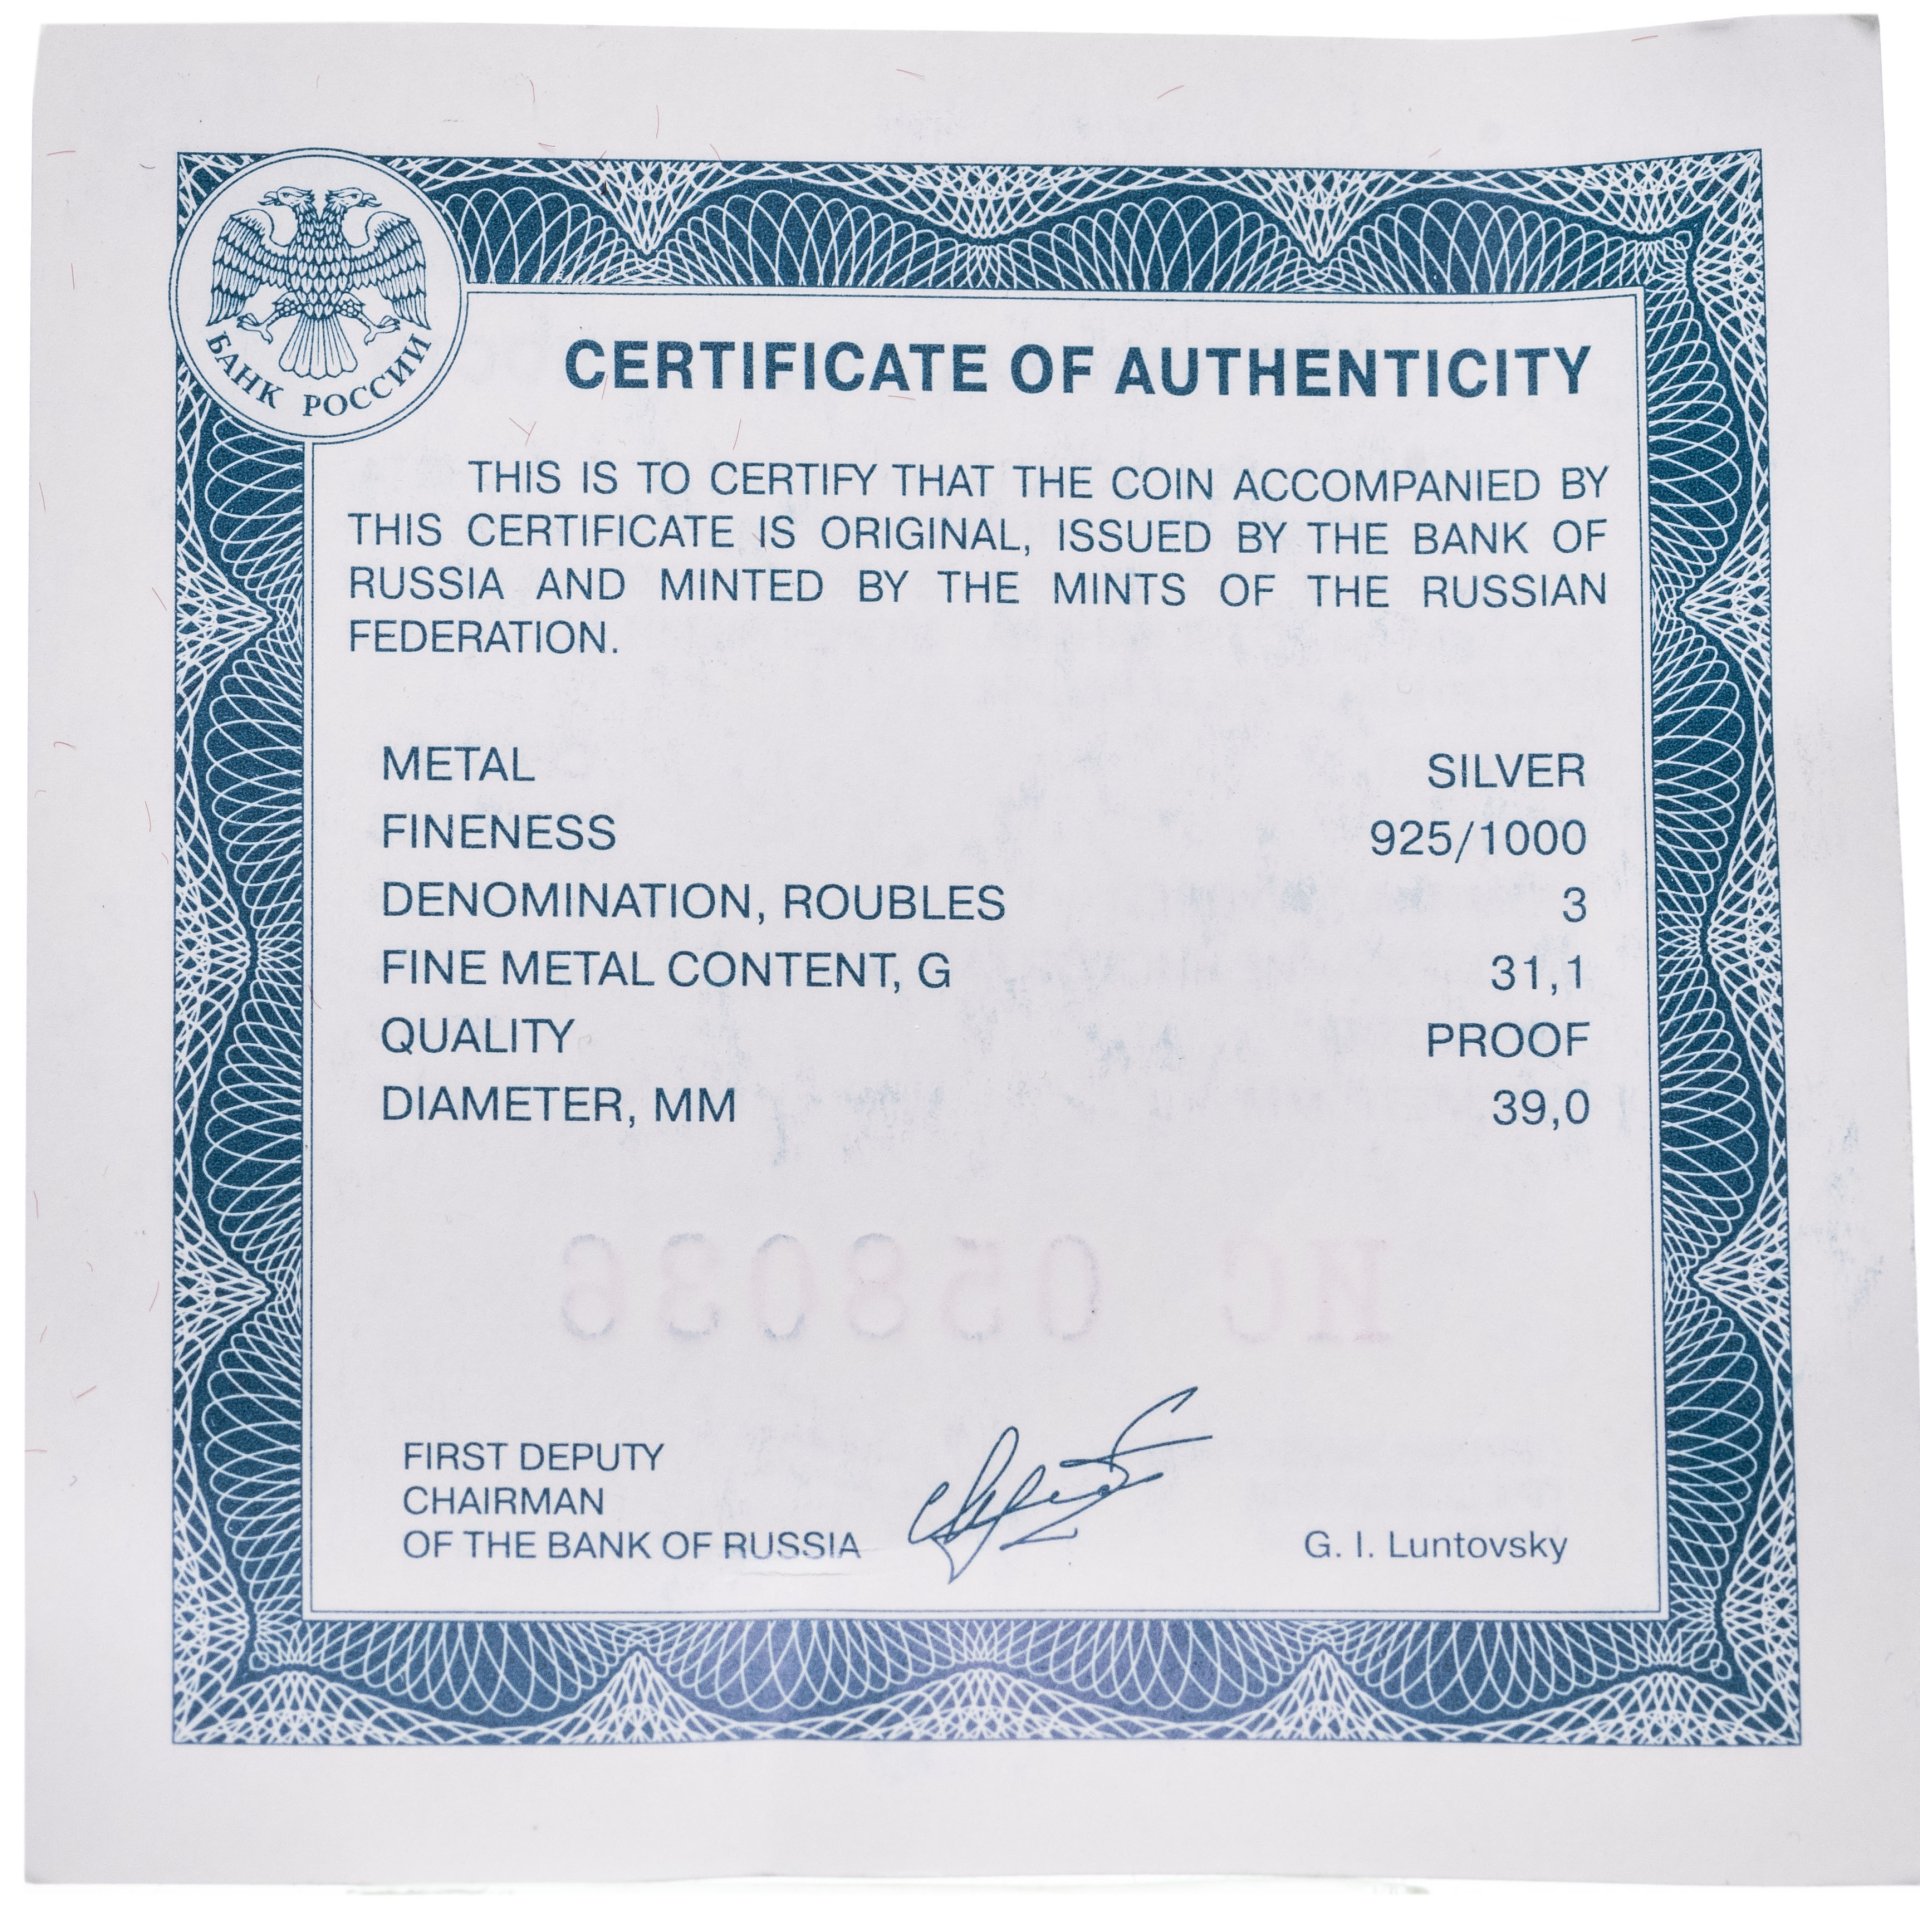 БАНК РОССИИ
CERTIFICATE OF AUTHENTICITY
THIS IS TO CERTIFY THAT THE COIN ACCOMPANIED BY
THIS CERTIFICATE IS ORIGINAL, ISSUED BY THE BANK OF
RUSSIA AND MINTED BY THE MINTS OF THE RUSSIAN
FEDERATION.
METAL SILVER
FINENESS 925/1000
DENOMINATION, ROUBLES 3
FINE METAL CONTENT, G 31,1
QUALITY PROOF
DIAMETER, MM 39,0
FIRST DEPUTY
CHAIRMAN
OF THE BANK OF RUSSIA G. I. Luntovsky